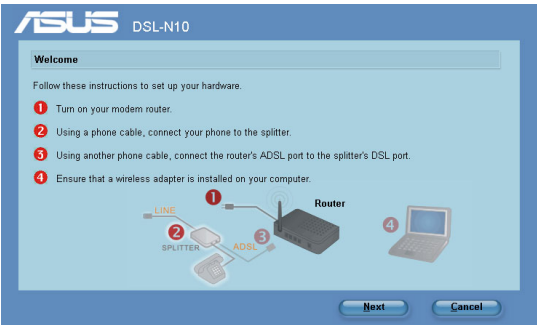 ASUS DSL-N10
Welcome
Follow these instructions to set up your hardware.
1 Turn on your modem router.
2 Using a phone cable, connect your phone to the splitter.
3 Using another phone cable, connect the router's ADSL port to the splitter's DSL port.
4 Ensure that a wireless adapter is installed on your computer.
1
Router
LINE
2
3
4
SPLITTER
ADSL
Next Cancel